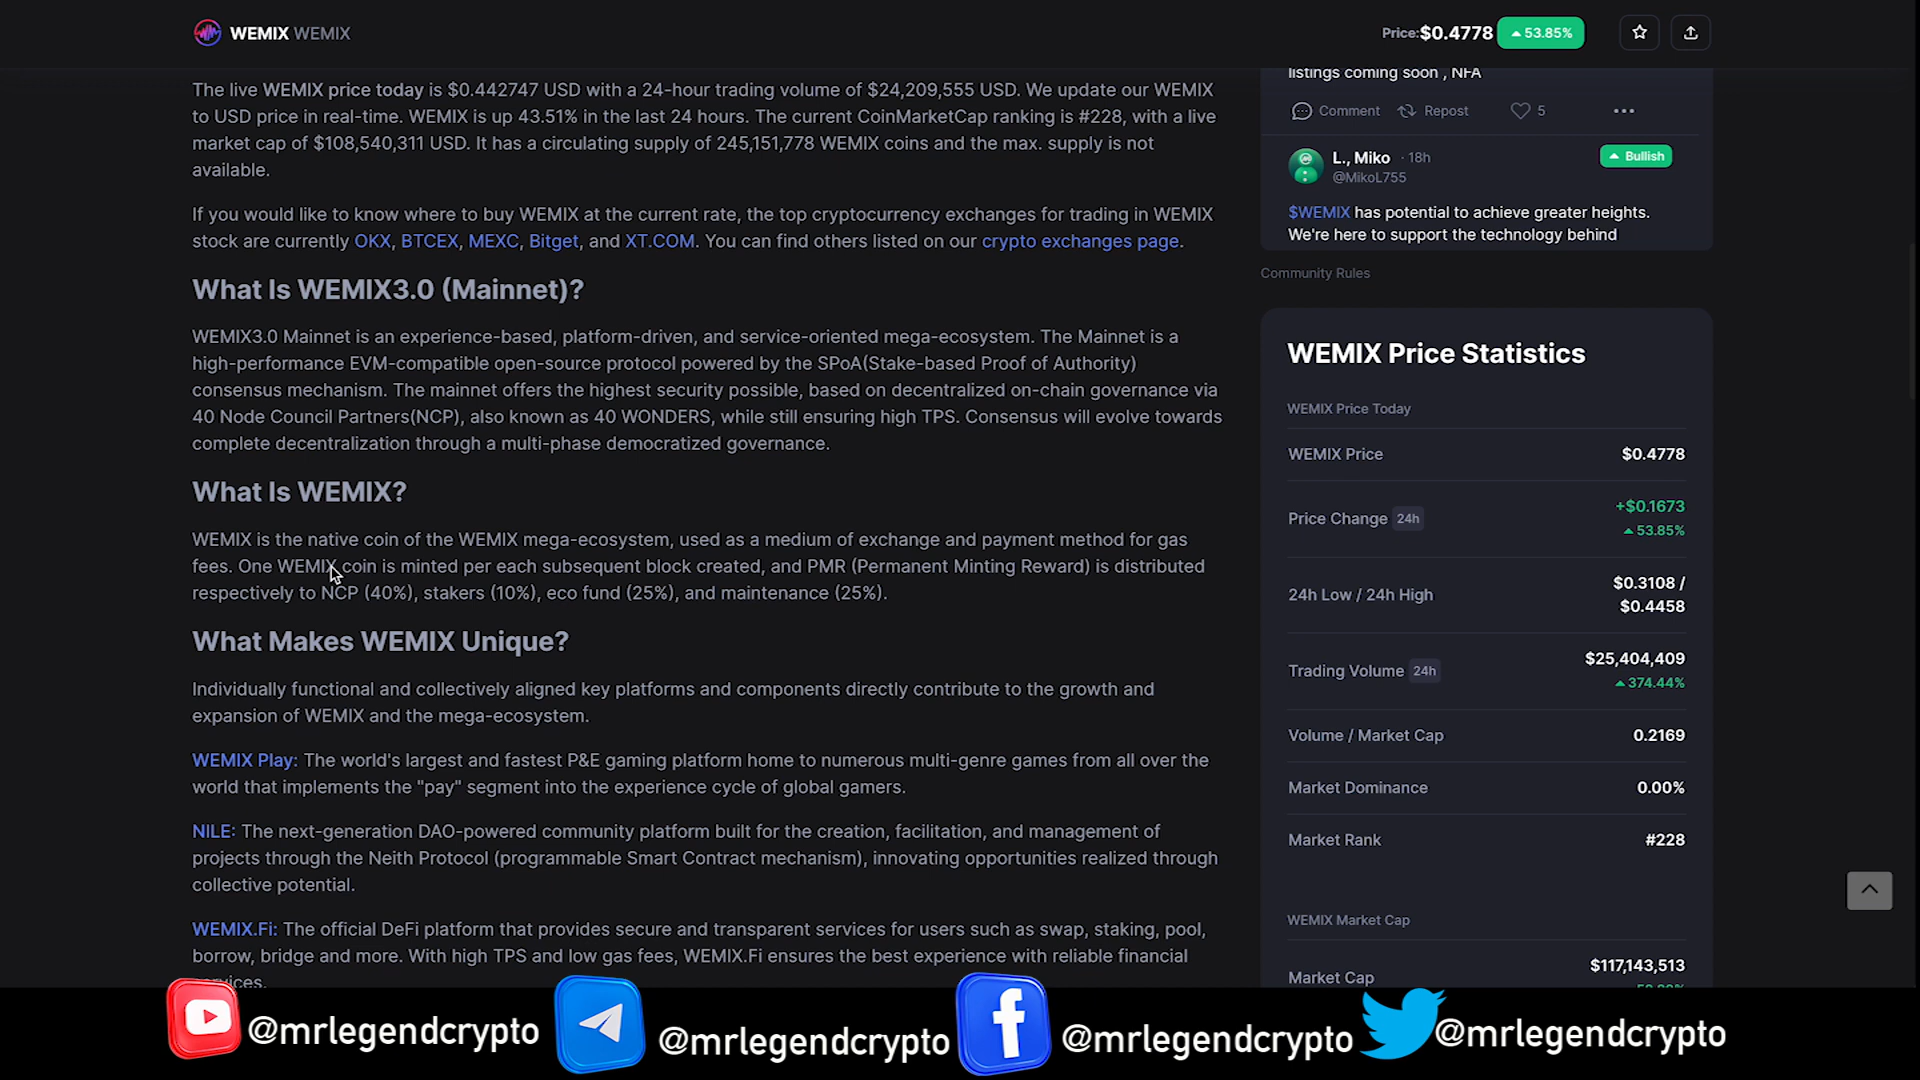 WEMIX WEMIX
Price:$0.4778 53.85%
The live WEMIX price today is $0.442747 USD with a 24-hour trading volume of $24,209,555 USD. We update our WEMIX
to USD price in real-time. WEMIX is up 43.51% in the last 24 hours. The current CoinMarketCap ranking is #228, with a live
market cap of $108,540,311 USD. It has a circulating supply of 245,151,778 WEMIX coins and the max. supply is not
available.
If you would like to know where to buy WEMIX at the current rate, the top cryptocurrency exchanges for trading in WEMIX
stock are currently OKX, BTCEX, MEXC, Bitget, and XT.COM. You can find others listed on our crypto exchanges page.
What Is WEMIX3.0 (Mainnet)?
WEMIX3.0 Mainnet is an experience-based, platform-driven, and service-oriented mega-ecosystem. The Mainnet is a
high-performance EVM-compatible open-source protocol powered by the SPoA(Stake-based Proof of Authority)
consensus mechanism. The mainnet offers the highest security possible, based on decentralized on-chain governance via
40 Node Council Partners(NCP), also known as 40 WONDERS, while still ensuring high TPS. Consensus will evolve towards
complete decentralization through a multi-phase democratized governance.
What Is WEMIX?
WEMIX is the native coin of the WEMIX mega-ecosystem, used as a medium of exchange and payment method for gas
fees. One WEMIX coin is minted per each subsequent block created, and PMR (Permanent Minting Reward) is distributed
respectively to NCP (40%), stakers (10%), eco fund (25%), and maintenance (25%).
What Makes WEMIX Unique?
Individually functional and collectively aligned key platforms and components directly contribute to the growth and
expansion of WEMIX and the mega-ecosystem.
WEMIX Play: The world's largest and fastest P&E gaming platform home to numerous multi-genre games from all over the
world that implements the "pay" segment into the experience cycle of global gamers.
NILE: The next-generation DAO-powered community platform built for the creation, facilitation, and management of
projects through the Neith Protocol (programmable Smart Contract mechanism), innovating opportunities realized through
collective potential.
WEMIX.Fi: The official DeFi platform that provides secure and transparent services for users such as swap, staking, pool,
borrow, bridge and more. With high TPS and low gas fees, WEMIX.Fi ensures the best experience with reliable financial
listings coming soon , NFA
Comment Repost 5
L., Miko · 18h
Bullish
@MikoL755
$WEMIX has potential to achieve greater heights.
We're here to support the technology behind
Community Rules
WEMIX Price Statistics
WEMIX Price Today
WEMIX Price $0.4778
Price Change 24h +$0.1673
53.85%
24h Low / 24h High $0.3108 /
$0.4458
Trading Volume 24h $25,404,409
374.44%
Volume / Market Cap 0.2169
Market Dominance 0.00%
Market Rank #228
WEMIX Market Cap
Market Cap $117,143,513
@mrlegendcrypto @mrlegendcrypto @mrlegendcrypto @mrlegendcrypto